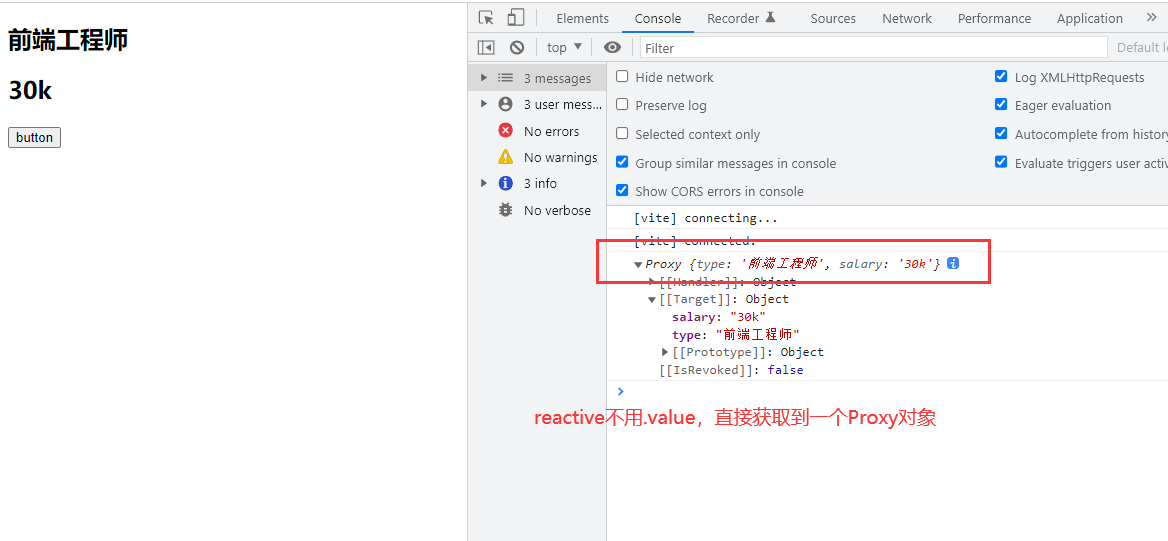 前端工程师
30k
button
Elements Console Recorder Sources Network Performance Application
top Filter Default le
3 messages
3 user mess...
No errors
No warnings
3 info
No verbose
Hide network Log XMLHttpRequests
Preserve log Eager evaluation
Selected context only Autocomplete from history
Group similar messages in console Evaluate triggers user activ
Show CORS errors in console
[vite] connecting...
[vite] connected.
Proxy {type: '前端工程师', salary: '30k'}
[[Handler]]: Object
[[Target]]: Object
salary: "30k"
type: "前端工程师"
[[Prototype]]: Object
[[IsRevoked]]: false
reactive不用.value，直接获取到一个Proxy对象